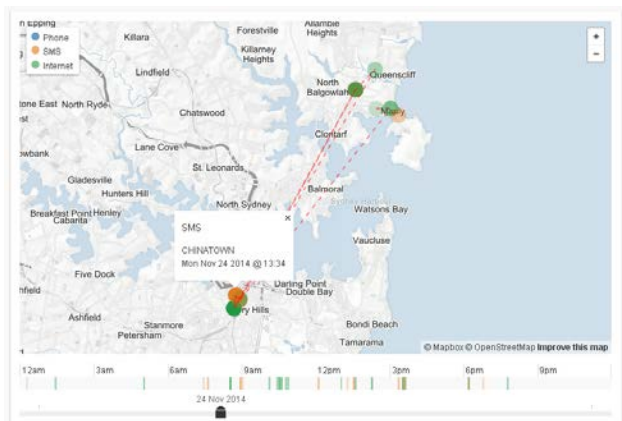 Phone
SMS
Internet
Killara
Forestville
Allambie
Heights
Killarney
Heights
Lindfield
North
Balgowlah
Queenscliff
North Ryde
Chatswood
Manly
Clontarf
Lane Cove
St. Leonards
Gladesville
Hunters Hill
Balmoral
North Sydney
Watsons Bay
Breakfast Point
Henley
Cabarita
SMS
CHINATOWN
Mon Nov 24 2014 @ 13:34
×
Vaucluse
Five Dock
Darling Point
Double Bay
Ashfield
Stanmore
Petersham
Bondi Beach
Tamarama
© Mapbox © OpenStreetMap Improve this map
12am 3am 6am 9am 12pm 3pm 6pm 9pm
24 Nov 2014
+
-